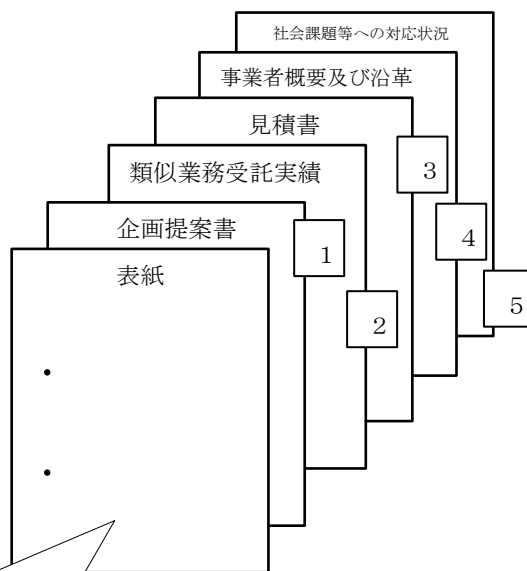 社会課題等への対応状況
事業者概要及び沿革
見積書
３
類似業務受託実績
４
企画提案書
１
表紙
５
２
・
・